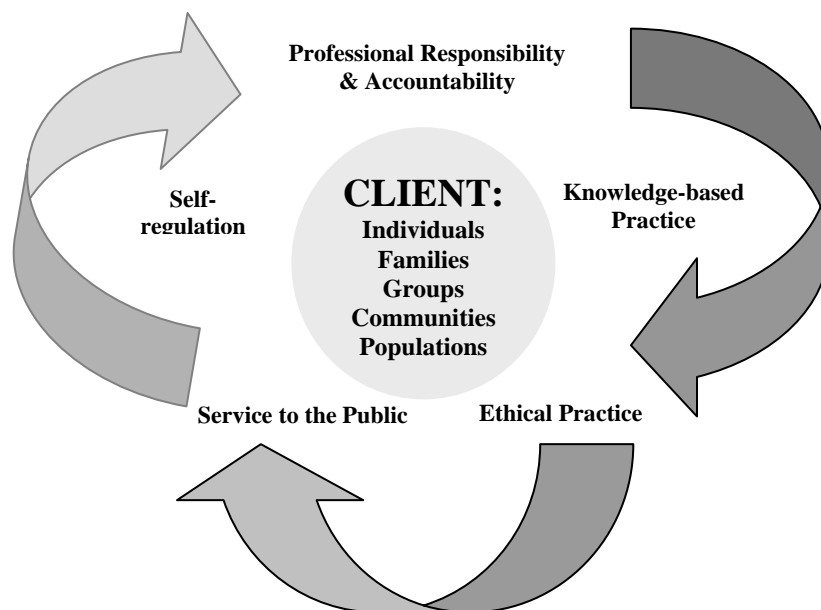 Professional Responsibility
& Accountability
Self-
regulation
CLIENT:
Individuals
Families
Groups
Communities
Populations
Knowledge-based
Practice
Service to the Public
Ethical Practice